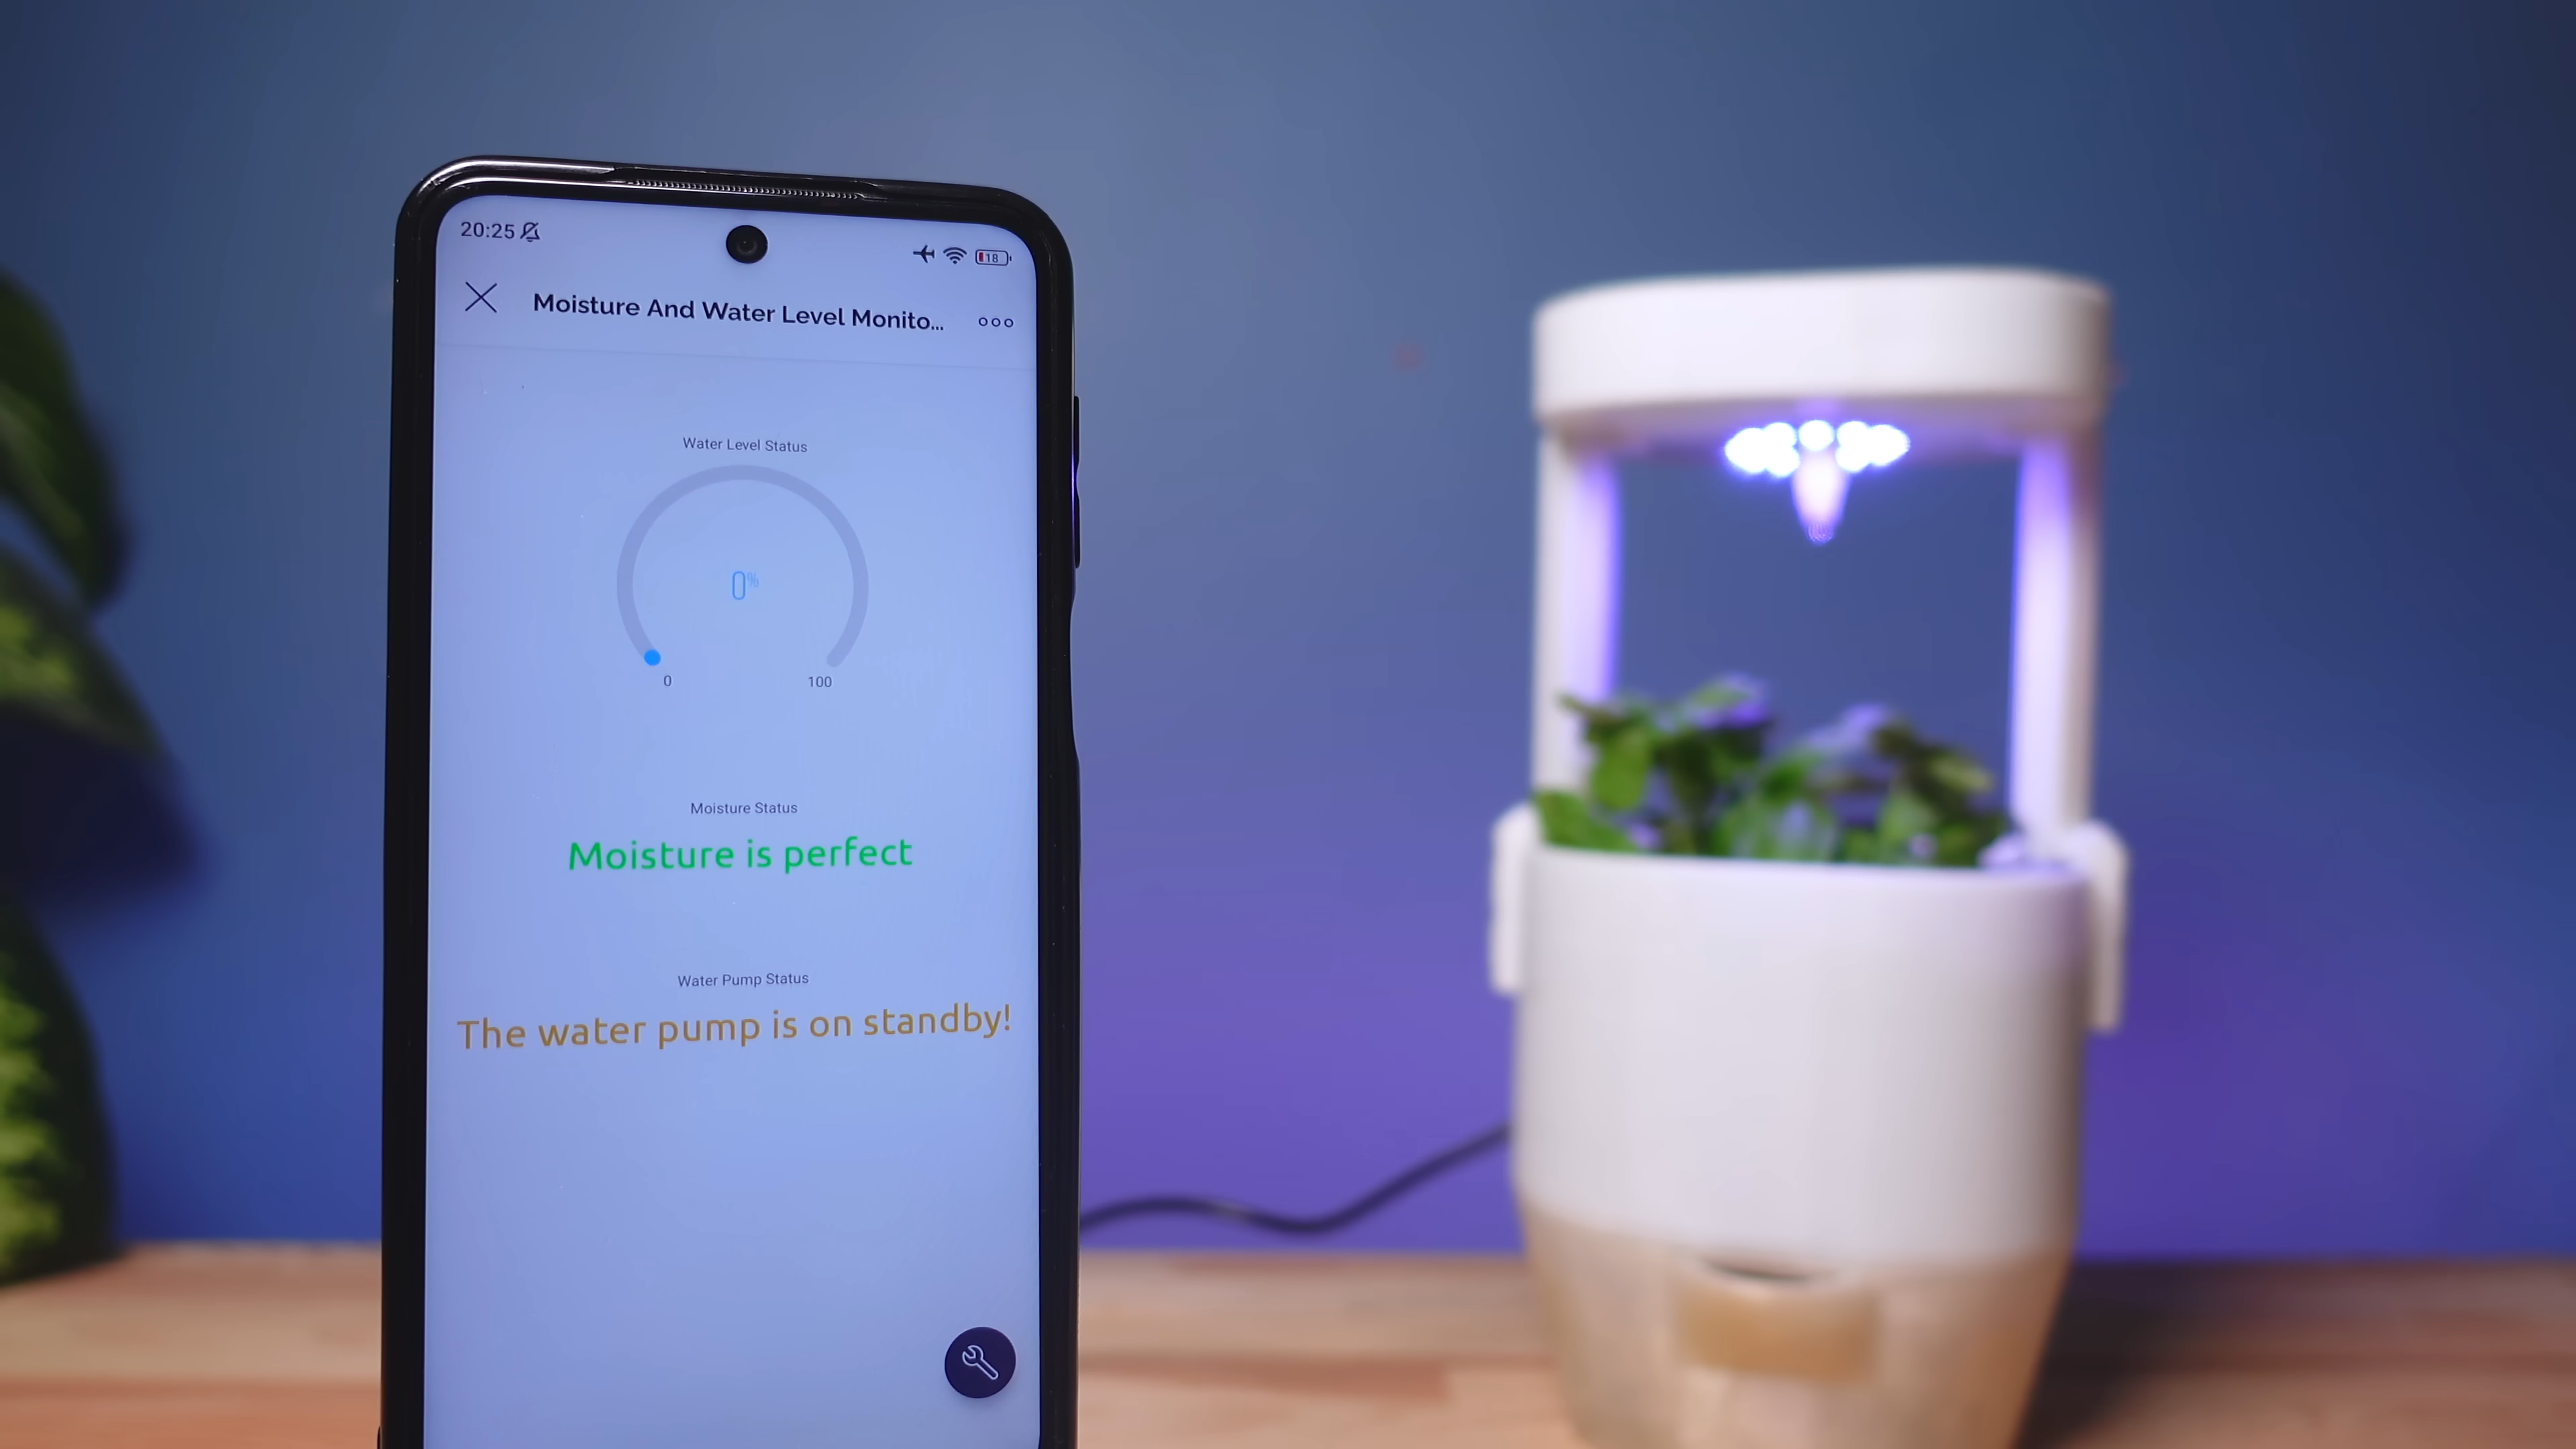 20:25
18
Moisture And Water Level Monito...
Water Level Status
0%
0
100
Moisture Status
Moisture is perfect
Water Pump Status
The water pump is on standby!